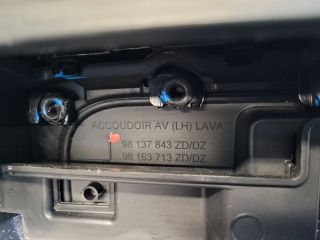 ACCOUDOIR AV (LH) LAVA
98 137 843 ZD/DZ
98 163 713 ZD/DZ